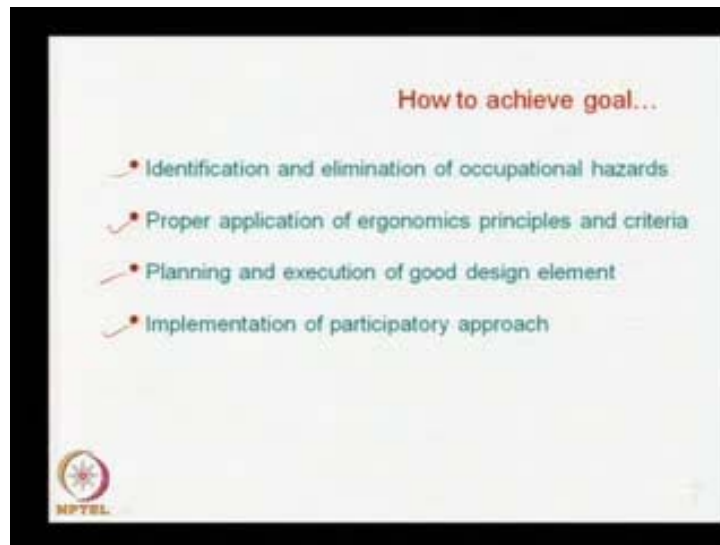 How to achieve goal...
• Identification and elimination of occupational hazards
• Proper application of ergonomics principles and criteria
• Planning and execution of good design element
• Implementation of participatory approach
NPTEL